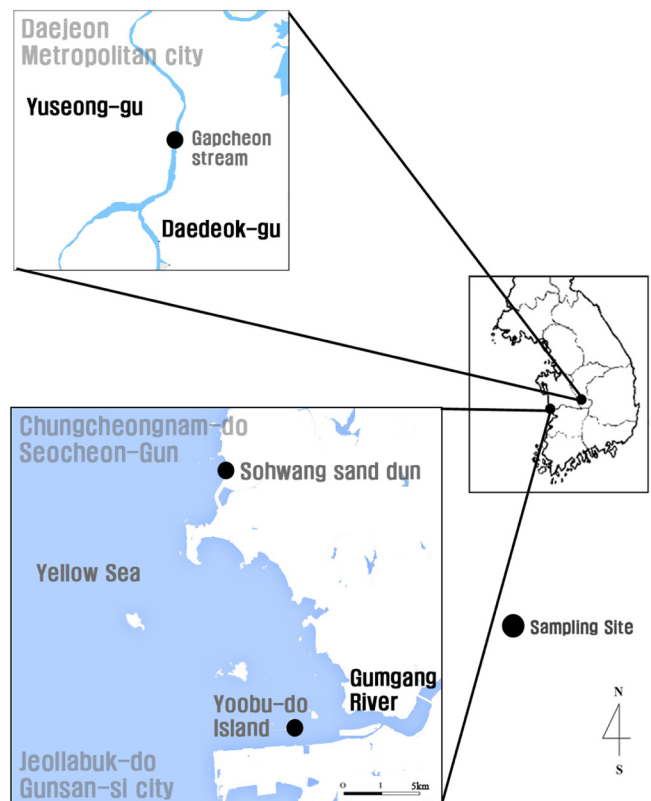 Daejeon
Metropolitan city
Yuseong-gu
Gapcheon
stream
Daedeok-gu
Chungcheongnam-do
Seocheon-Gun
Sohwang sand dun
Yellow Sea
Gumgang
River
Yoobu-do
Island
Jeollabuk-do
Gunsan-si city
0 1 5km
Sampling Site
N
S